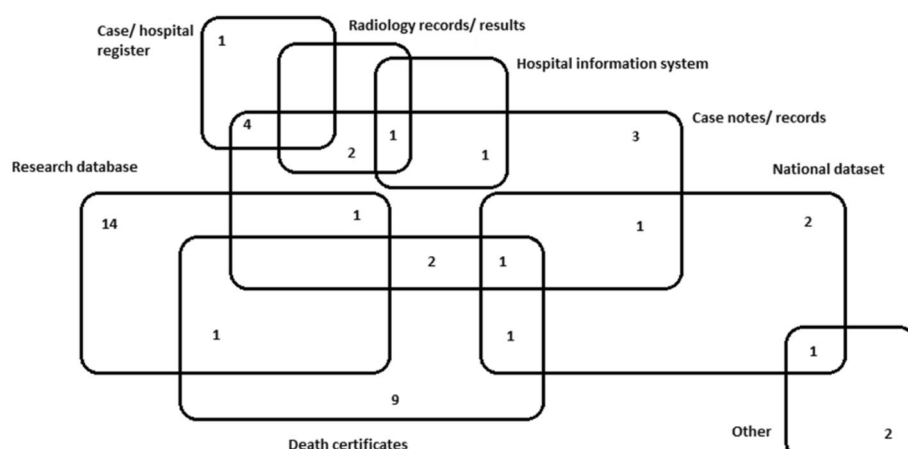 Case/ hospital
register
Radiology records/ results
1
Hospital information system
4
1
3
Case notes/ records
2
1
Research database
National dataset
14
1
1
2
2
1
1
1
1
9
Death certificates
Other
2